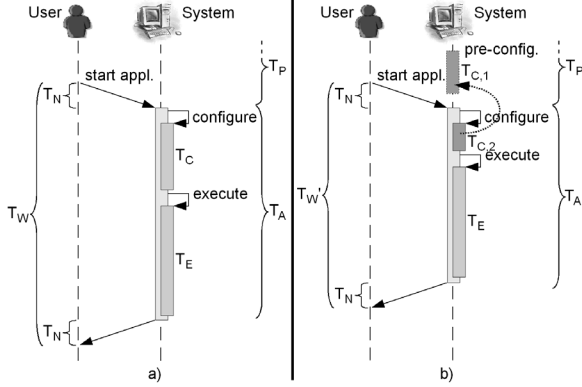 User System
T_P
T_N
start appl.
configure
T_C
execute
T_W
T_A
T_E
T_N
a)
User System
pre-config.
T_C,1
T_P
start appl.
T_N
configure
T_C,2
execute
T_W'
T_A
T_E
T_N
b)